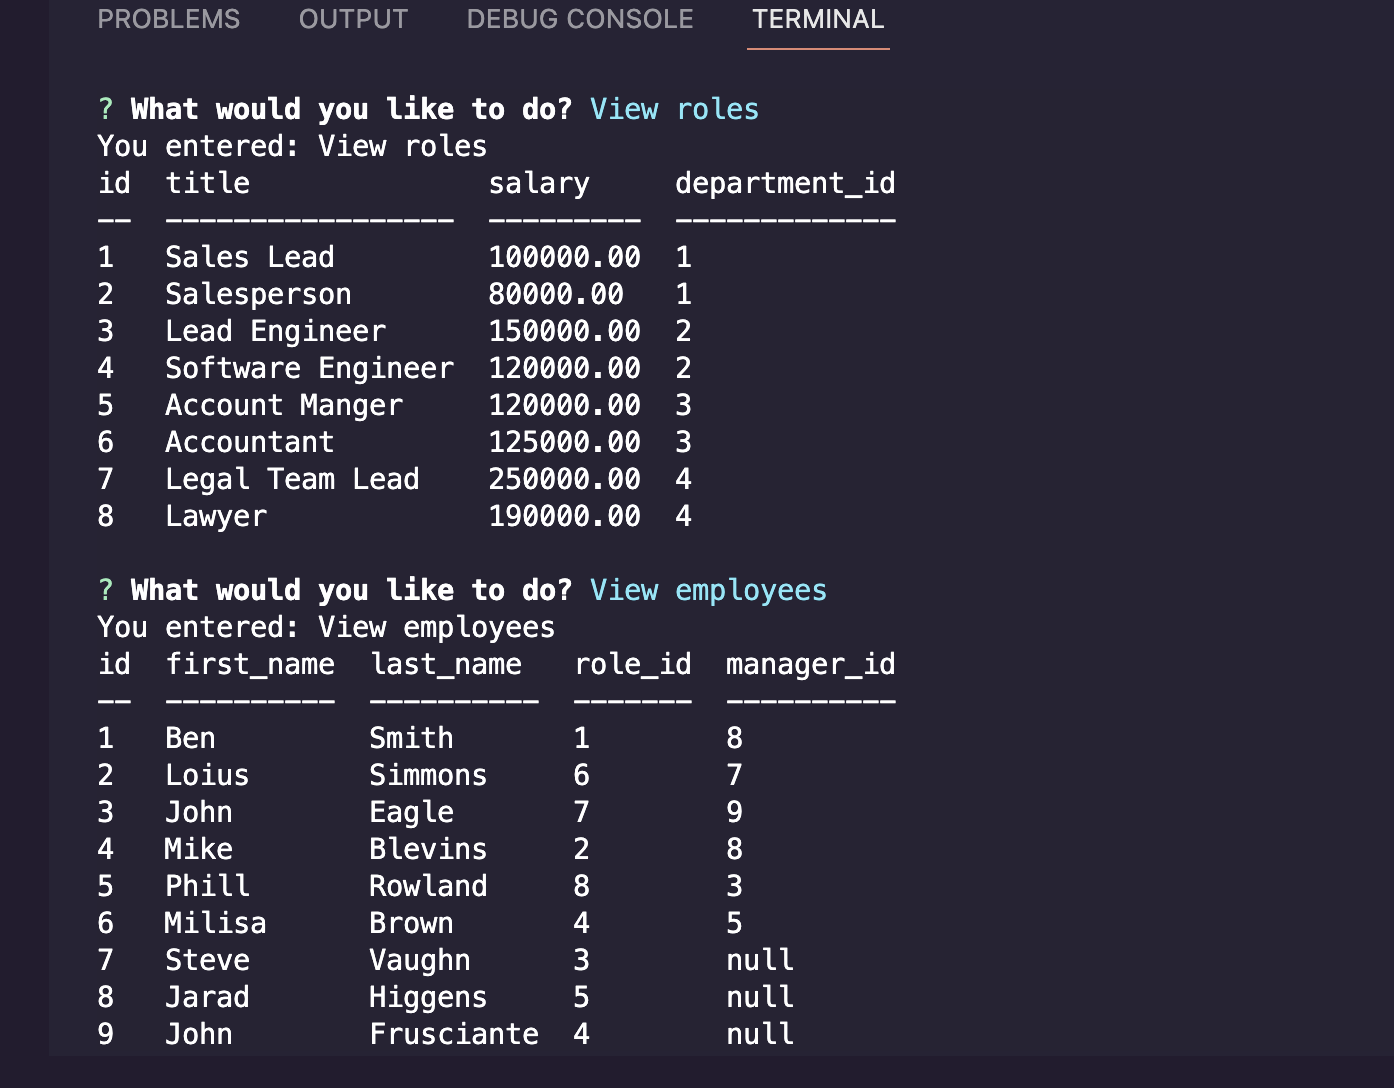 PROBLEMS OUTPUT DEBUG CONSOLE TERMINAL
? What would you like to do? View roles
You entered: View roles
id  title              salary     department_id
--  -----------------  ---------  -------------
1   Sales Lead         100000.00  1
2   Salesperson        80000.00   1
3   Lead Engineer      150000.00  2
4   Software Engineer  120000.00  2
5   Account Manger     120000.00  3
6   Accountant         125000.00  3
7   Legal Team Lead    250000.00  4
8   Lawyer             190000.00  4
? What would you like to do? View employees
You entered: View employees
id  first_name  last_name   role_id  manager_id
--  ----------  ----------  -------  ----------
1   Ben         Smith       1        8
2   Loius       Simmons     6        7
3   John        Eagle       7        9
4   Mike        Blevins     2        8
5   Phill       Rowland     8        3
6   Milisa      Brown       4        5
7   Steve       Vaughn      3        null
8   Jarad       Higgens     5        null
9   John        Frusciante  4        null